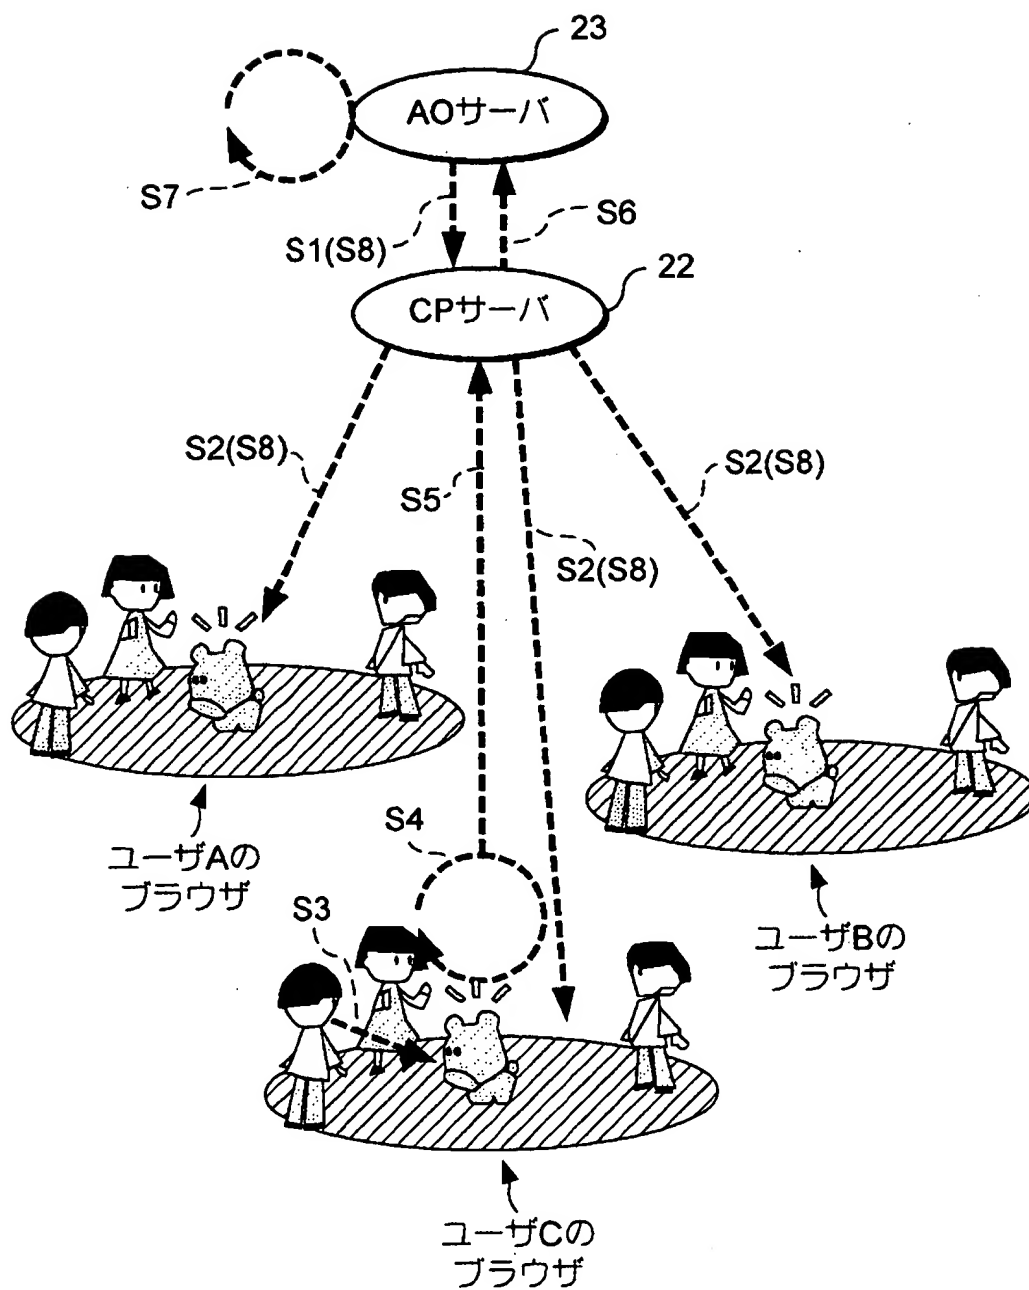 23
AOサーバ
S7
S6
S1(S8)
22
CPサーバ
S2(S8)
S5
S2(S8)
S2(S8)
S4
ユーザAの
ブラウザ
S3
ユーザBの
ブラウザ
ユーザCの
ブラウザ